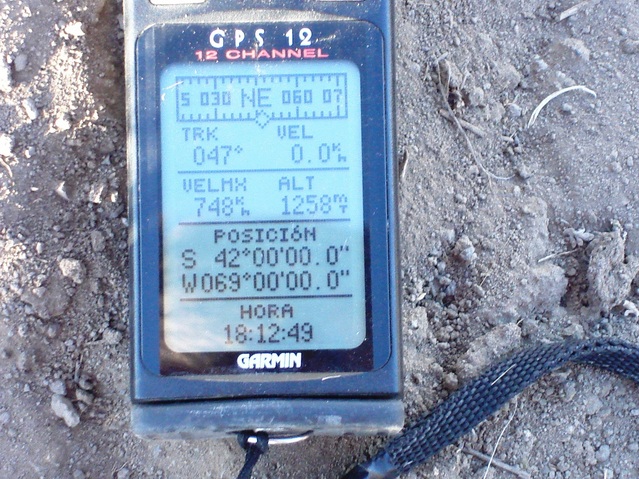 GPS 12
12 CHANNEL
5 030 NE 060 07
TRK VEL
047° 0.0 K/h
VELMX ALT
748 K/h 1258 m/T
POSICIÓN
S 42°00'00.0"
W069°00'00.0"
HORA
18:12:49
GARMIN